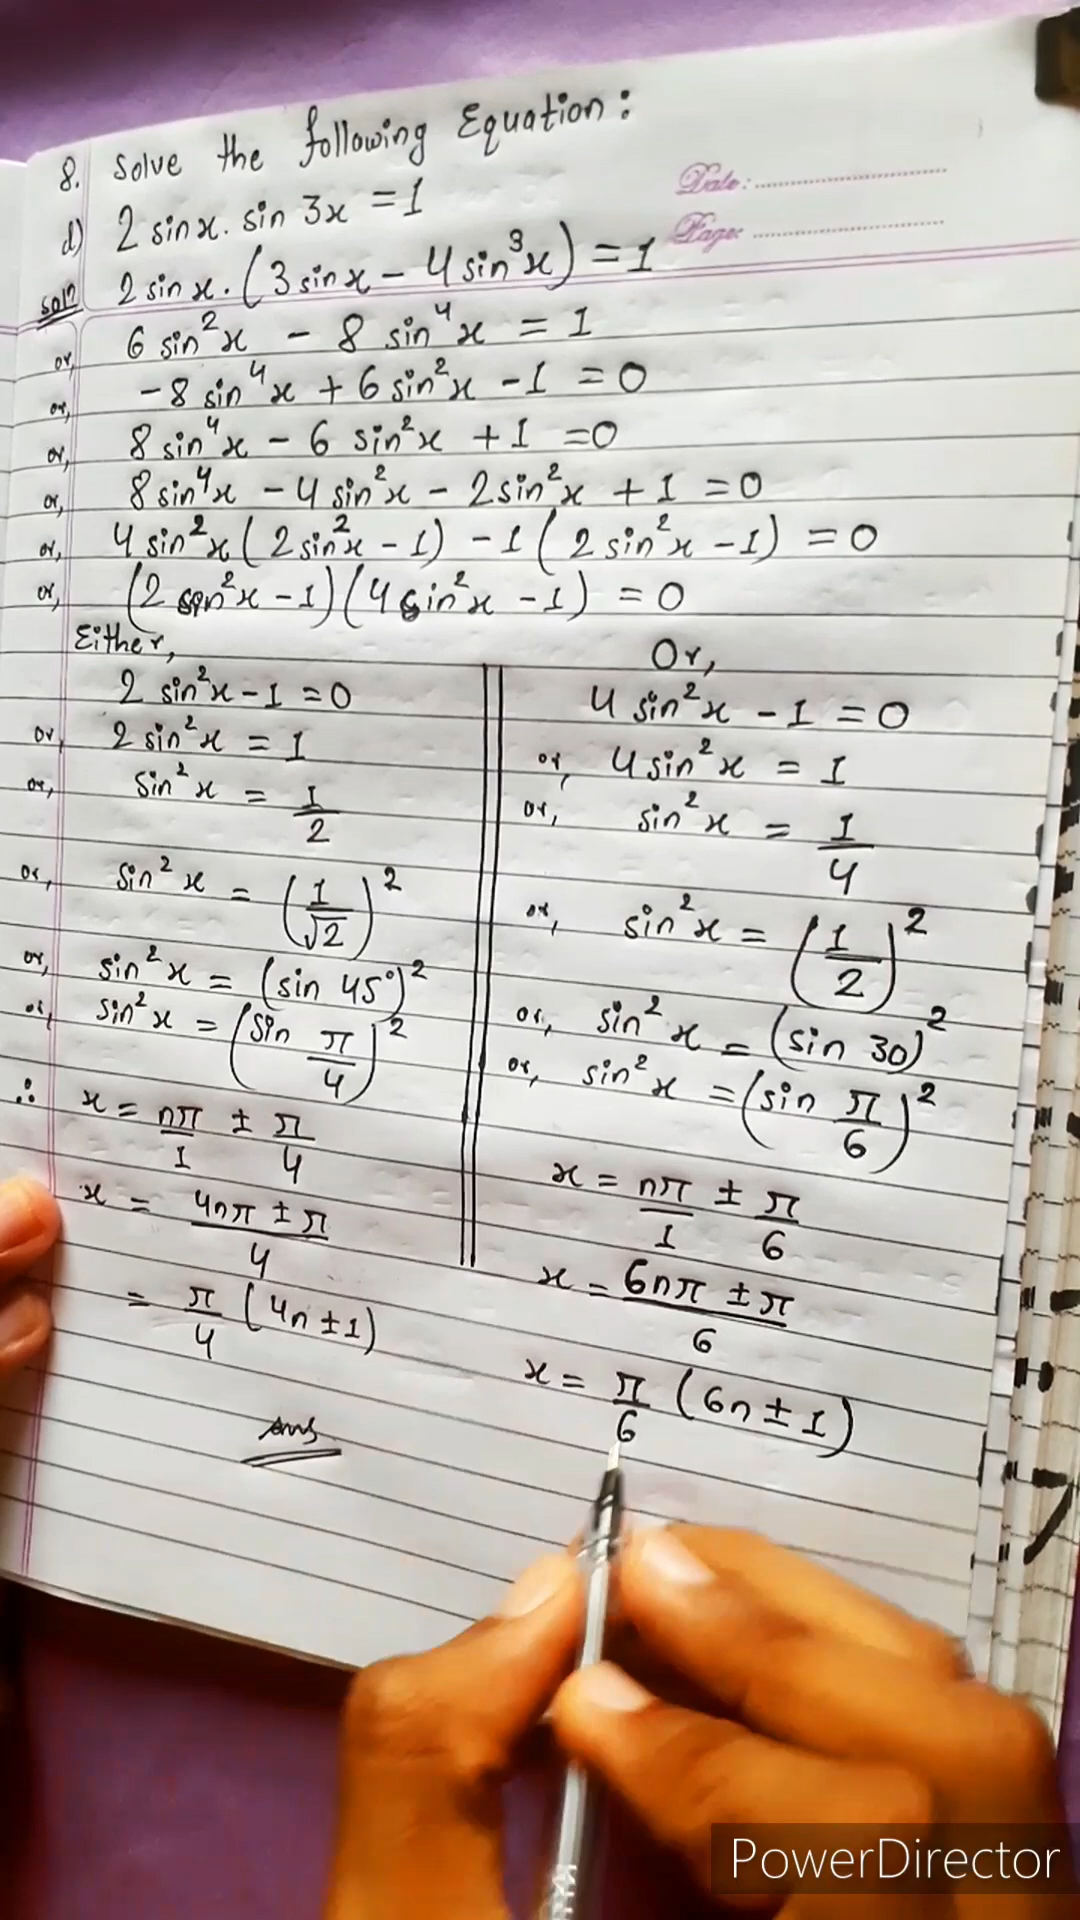 8. Solve the following Equation:
Date:
d) 2 sin x. sin 3x = 1
Page:
soln 2 sin x . (3 sin x - 4 sin³x) = 1
or, 6 sin²x - 8 sin⁴x = 1
or, -8 sin⁴x + 6 sin²x - 1 = 0
or, 8 sin⁴x - 6 sin²x + 1 = 0
or, 8 sin⁴x - 4 sin²x - 2 sin²x + 1 = 0
or, 4 sin²x (2 sin²x - 1) - 1 (2 sin²x - 1) = 0
or, (2 sin²x - 1) (4 sin²x - 1) = 0
Either,
2 sin²x - 1 = 0
or, 2 sin²x = 1
or, sin²x = 1/2
or, sin²x = (1/√2)²
or, sin²x = (sin 45°)²
or, sin²x = (sin π/4)²
∴ x = nπ/1 ± π/4
x = 4nπ ± π/4
= π/4 (4n ± 1)
Ans
Or,
4 sin²x - 1 = 0
or, 4 sin²x = 1
or, sin²x = 1/4
or, sin²x = (1/2)²
or, sin²x = (sin 30)²
or, sin²x = (sin π/6)²
x = nπ/1 ± π/6
x = 6nπ ± π/6
x = π/6 (6n ± 1)
PowerDirector